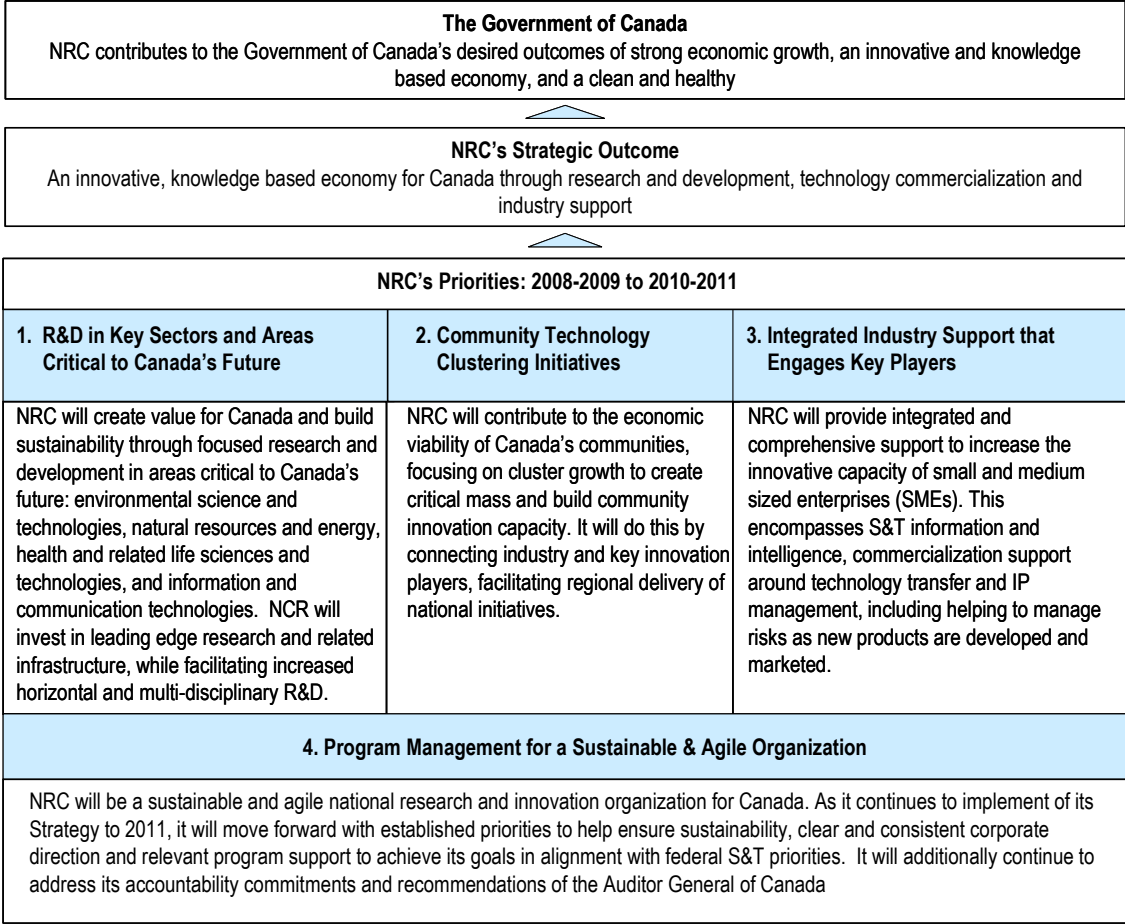 The Government of Canada
NRC contributes to the Government of Canada's desired outcomes of strong economic growth, an innovative and knowledge
based economy, and a clean and healthy
NRC's Strategic Outcome
An innovative, knowledge based economy for Canada through research and development, technology commercialization and
industry support
NRC's Priorities: 2008-2009 to 2010-2011
1. R&D in Key Sectors and Areas
Critical to Canada's Future
NRC will create value for Canada and build
sustainability through focused research and
development in areas critical to Canada's
future: environmental science and
technologies, natural resources and energy,
health and related life sciences and
technologies, and information and
communication technologies.  NCR will
invest in leading edge research and related
infrastructure, while facilitating increased
horizontal and multi-disciplinary R&D.
2. Community Technology
Clustering Initiatives
NRC will contribute to the economic
viability of Canada's communities,
focusing on cluster growth to create
critical mass and build community
innovation capacity. It will do this by
connecting industry and key innovation
players, facilitating regional delivery of
national initiatives.
3. Integrated Industry Support that
Engages Key Players
NRC will provide integrated and
comprehensive support to increase the
innovative capacity of small and medium
sized enterprises (SMEs). This
encompasses S&T information and
intelligence, commercialization support
around technology transfer and IP
management, including helping to manage
risks as new products are developed and
marketed.
4. Program Management for a Sustainable & Agile Organization
NRC will be a sustainable and agile national research and innovation organization for Canada. As it continues to implement of its
Strategy to 2011, it will move forward with established priorities to help ensure sustainability, clear and consistent corporate
direction and relevant program support to achieve its goals in alignment with federal S&T priorities.  It will additionally continue to
address its accountability commitments and recommendations of the Auditor General of Canada